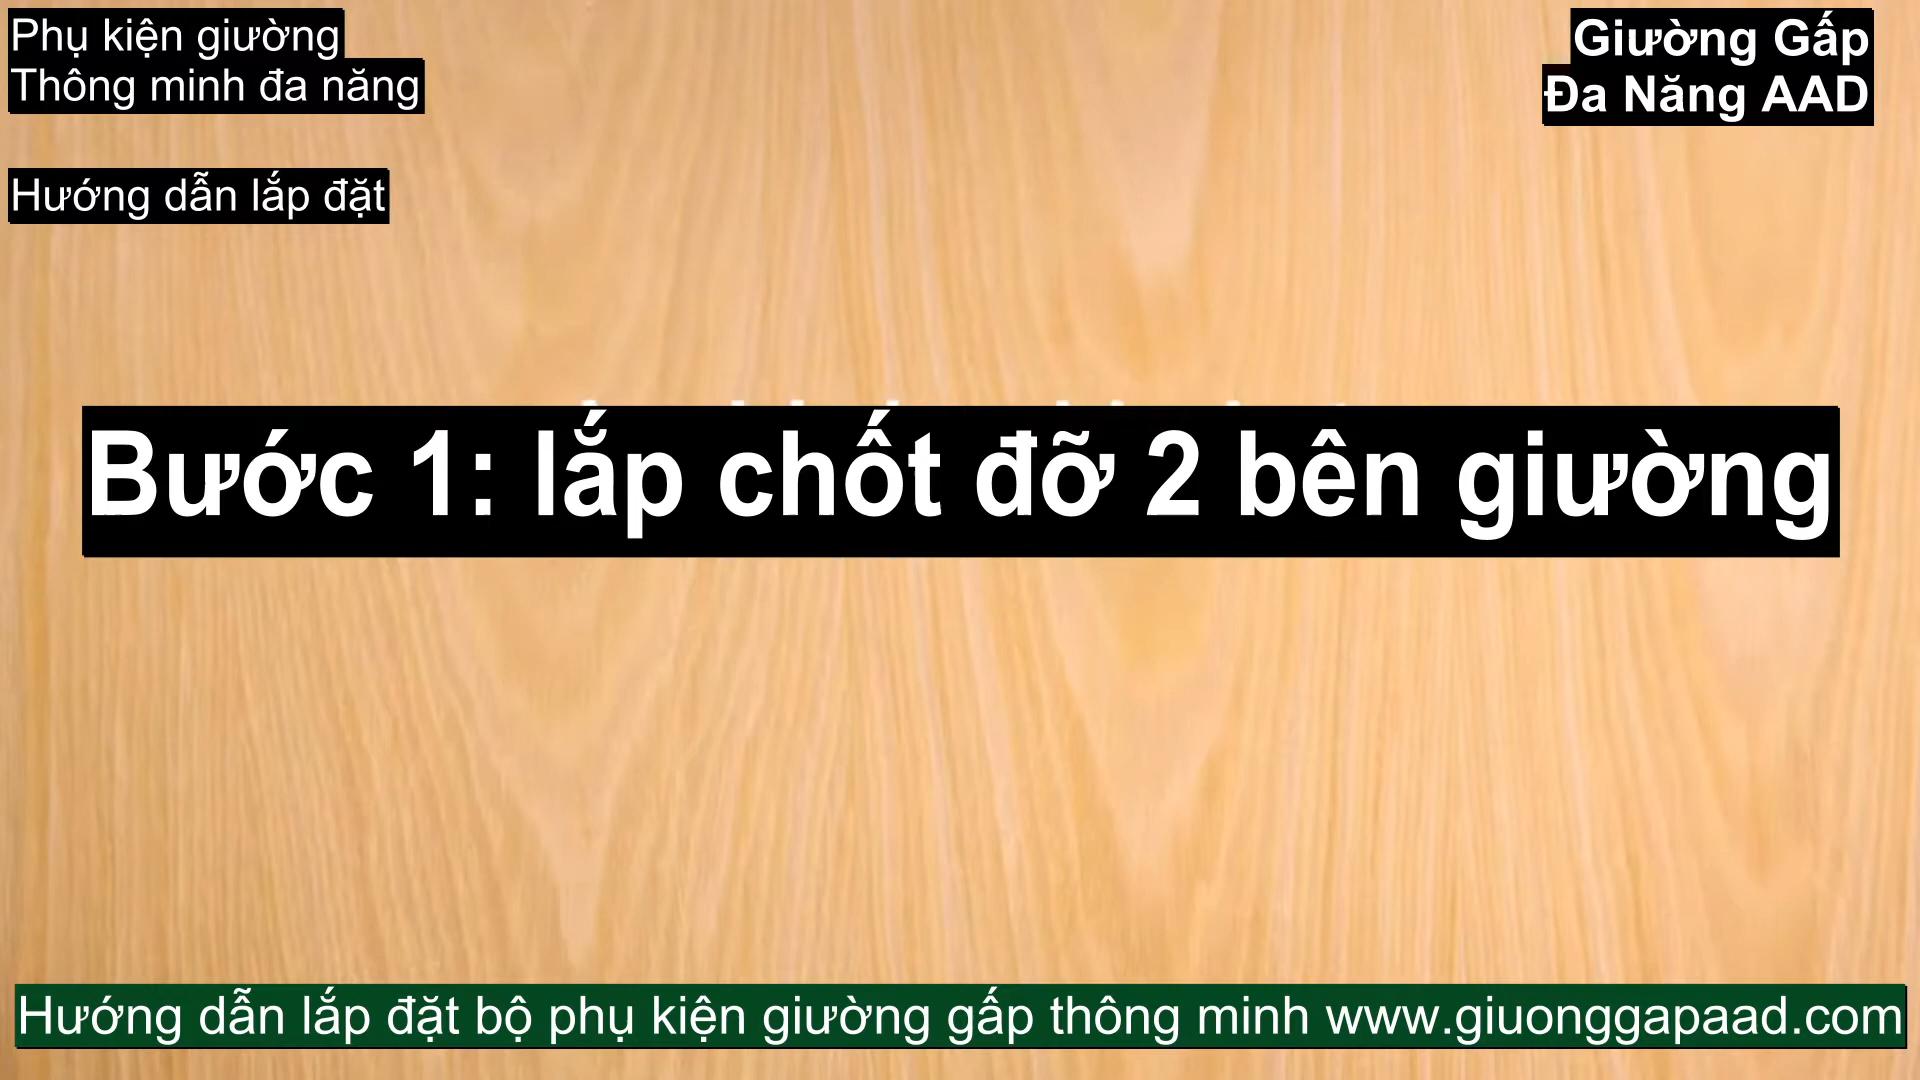 Phụ kiện giường
Thông minh đa năng
Giường Gấp
Đa Năng AAD
Hướng dẫn lắp đặt
Bước 1: lắp chốt đỡ 2 bên giường
Hướng dẫn lắp đặt bộ phụ kiện giường gấp thông minh www.giuonggapaad.com